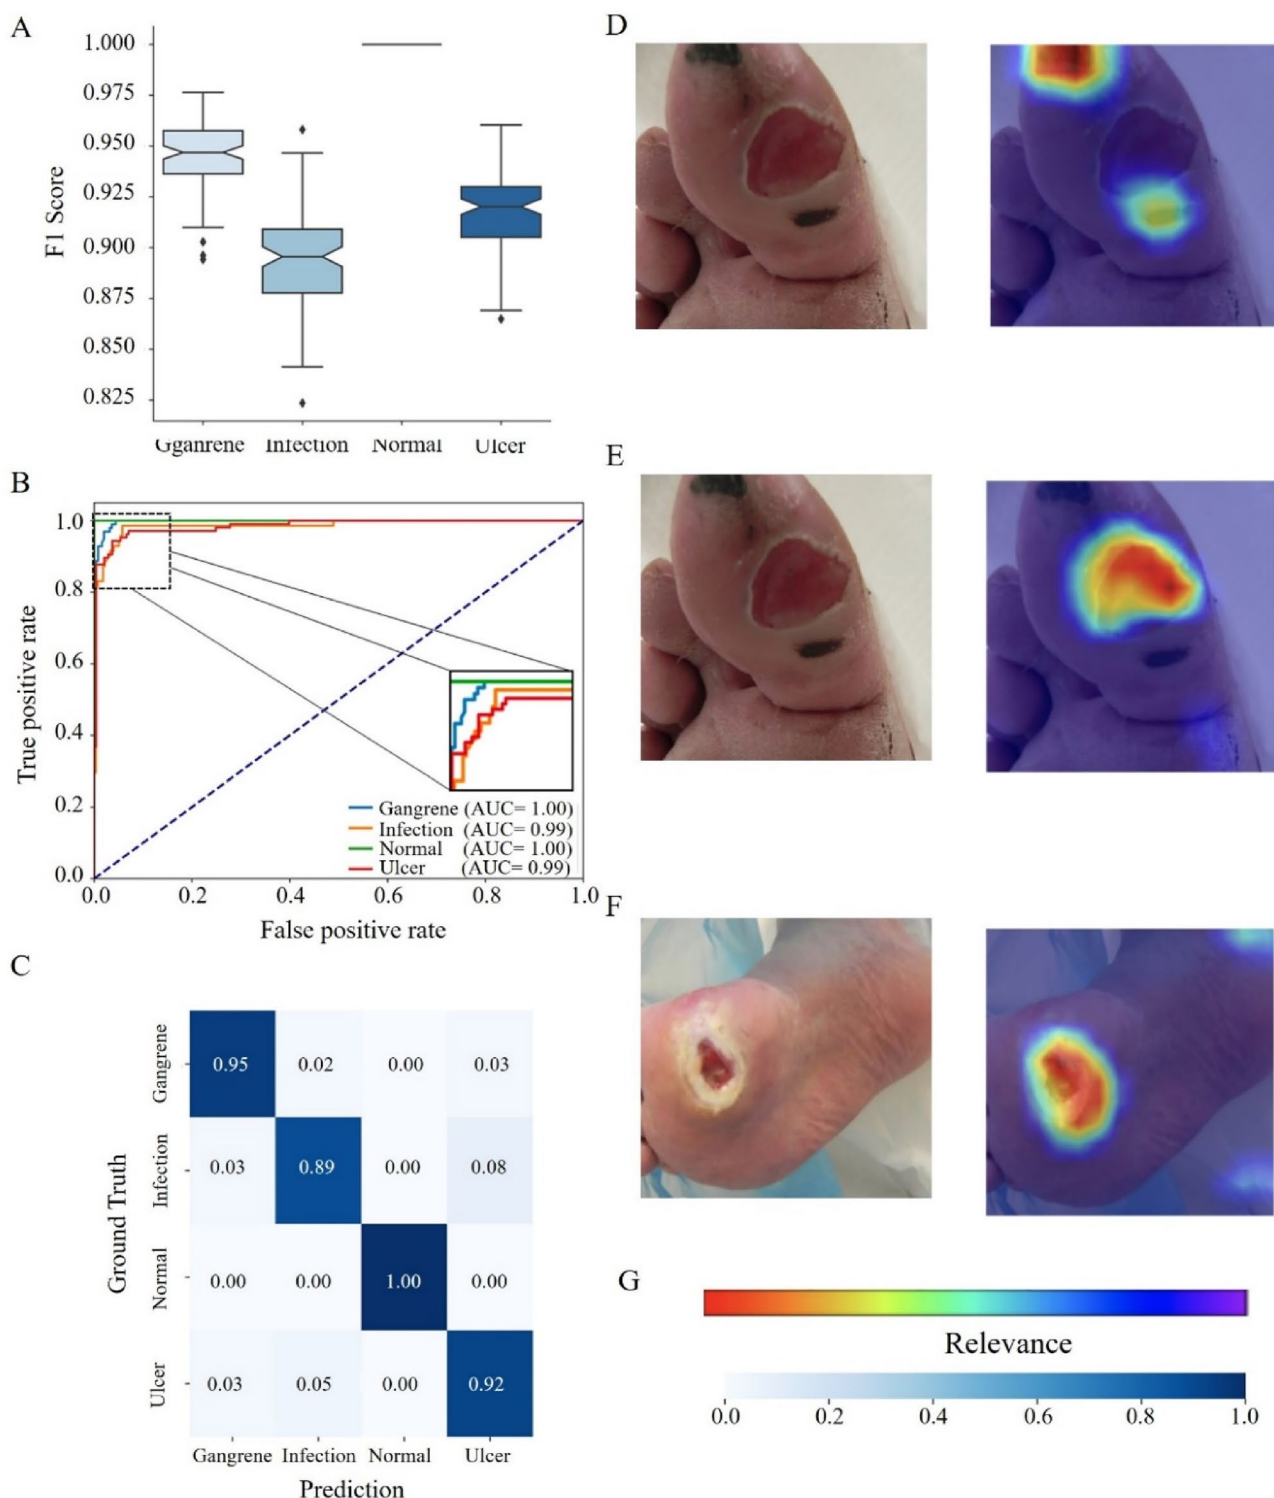 A
1.000
0.975
0.950
0.925
0.900
0.875
0.850
0.825
F1 Score
Gganrene Infection Normal Ulcer
B
1.0
0.8
0.6
0.4
0.2
0.0
True positive rate
Gangrene (AUC= 1.00)
Infection (AUC= 0.99)
Normal (AUC= 1.00)
Ulcer (AUC= 0.99)
0.0 0.2 0.4 0.6 0.8 1.0
False positive rate
C
Ground Truth
Gangrene 0.95 0.02 0.00 0.03
Infection 0.03 0.89 0.00 0.08
Normal 0.00 0.00 1.00 0.00
Ulcer 0.03 0.05 0.00 0.92
Gangrene Infection Normal Ulcer
Prediction
D
E
F
G
Relevance
0.0 0.2 0.4 0.6 0.8 1.0